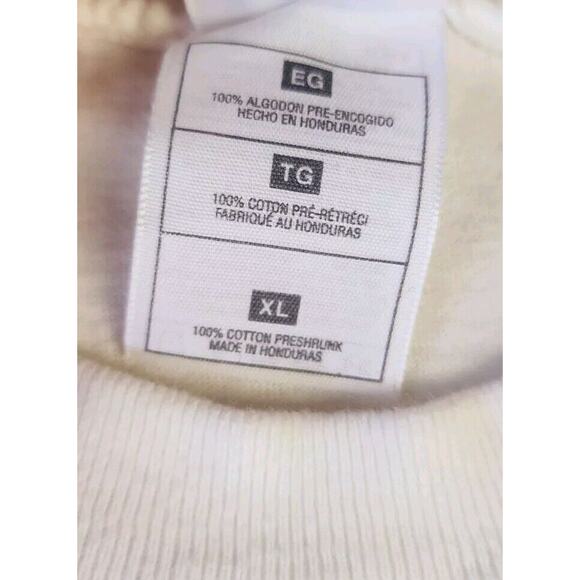 EG
100% ALGODON PRE-ENCOGIDO
HECHO EN HONDURAS
TG
100% COTON PRÉ-RÉTRÉCI
FABRIQUÉ AU HONDURAS
XL
100% COTTON PRESHRUNK
MADE IN HONDURAS